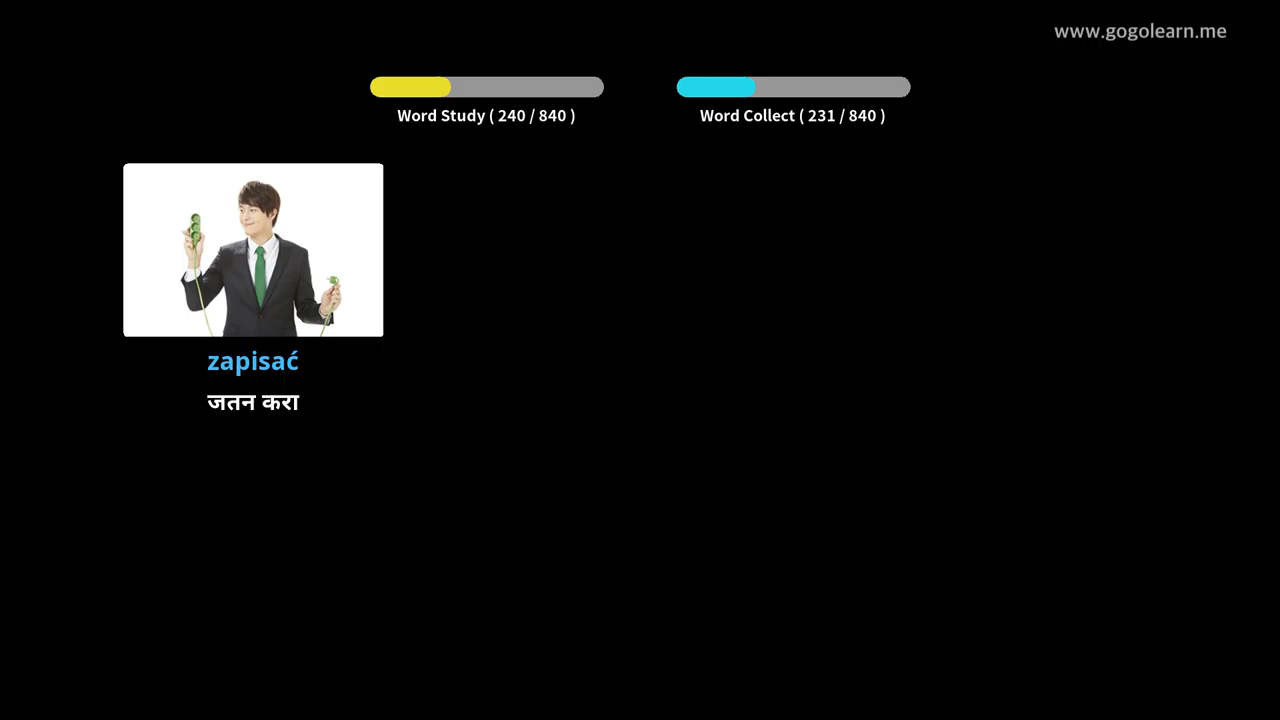 www.gogolearn.me
Word Study ( 240 / 840 )
Word Collect ( 231 / 840 )
zapisać
जतन करा